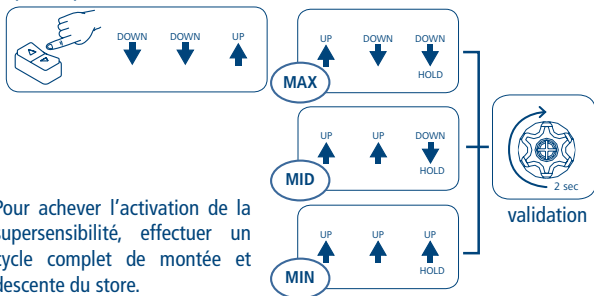 DOWN DOWN UP
UP DOWN DOWN
HOLD
MAX
UP UP DOWN
HOLD
MID
2 sec
validation
Pour achever l'activation de la
supersensibilité, effectuer un
cycle complet de montée et
descente du store.
UP UP UP
HOLD
MIN